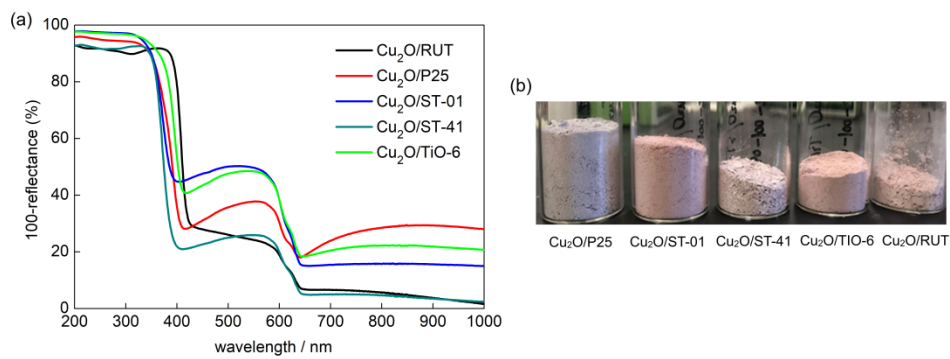 (a)
100
80
60
40
20
0
100-reflectance (%)
200 300 400 500 600 700 800 900 1000
wavelength / nm
Cu₂O/RUT
Cu₂O/P25
Cu₂O/ST-01
Cu₂O/ST-41
Cu₂O/TiO-6
(b)
Cu₂O/P25 Cu₂O/ST-01 Cu₂O/ST-41 Cu₂O/TIO-6 Cu₂O/RUT